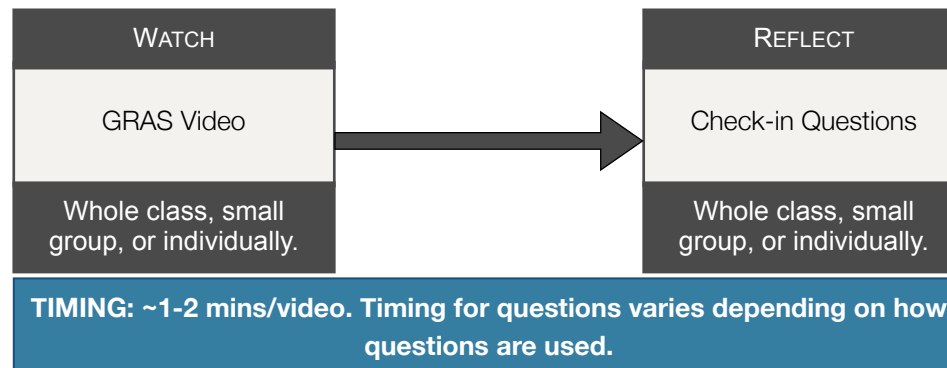 WATCH
GRAS Video
Whole class, small
group, or individually.
REFLECT
Check-in Questions
Whole class, small
group, or individually.
TIMING: ~1-2 mins/video. Timing for questions varies depending on how
questions are used.